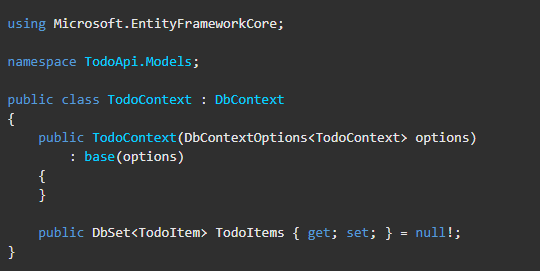 using Microsoft.EntityFrameworkCore;
namespace TodoApi.Models;
public class TodoContext : DbContext
{
    public TodoContext(DbContextOptions<TodoContext> options)
        : base(options)
    {
    }
    public DbSet<TodoItem> TodoItems { get; set; } = null!;
}